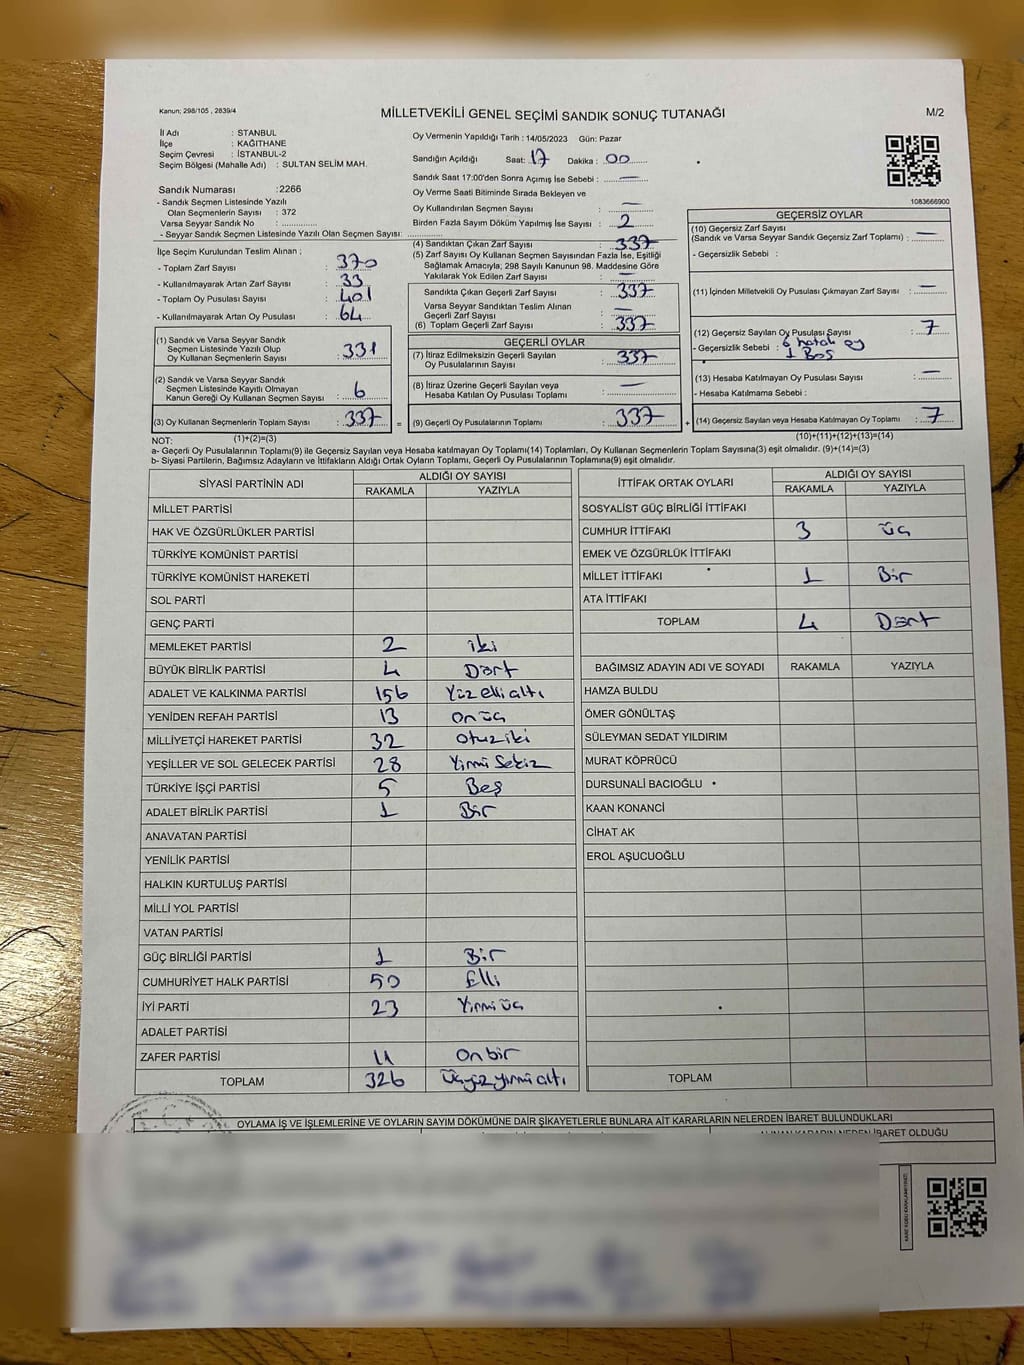 Kanun; 298/105 , 2839/4
MİLLETVEKİLİ GENEL SEÇİMİ SANDIK SONUÇ TUTANAĞI
M/2
İl Adı : STANBUL
İlçe : KAĞITHANE
Seçim Çevresi : İSTANBUL-2
Seçim Bölgesi (Mahalle Adı) : SULTAN SELİM MAH.
Sandık Numarası :2266
- Sandık Seçmen Listesinde Yazılı
Olan Seçmenlerin Sayısı : 372
Varsa Seyyar Sandık No : ..............
- Seyyar Sandık Seçmen Listesinde Yazılı Olan Seçmen Sayısı: ..............
İlçe Seçim Kurulundan Teslim Alınan ;
- Toplam Zarf Sayısı : 370
- Kullanılmayarak Artan Zarf Sayısı : 33
- Toplam Oy Pusulası Sayısı : 401
- Kullanılmayarak Artan Oy Pusulası : 64
(1) Sandık ve Varsa Seyyar Sandık
Seçmen Listesinde Yazılı Olup
Oy Kullanan Seçmenlerin Sayısı : 331
(2) Sandık ve Varsa Seyyar Sandık
Seçmen Listesinde Kayıtlı Olmayan
Kanun Gereği Oy Kullanan Seçmen Sayısı : 6
(3) Oy Kullanan Seçmenlerin Toplam Sayısı : 337 =
(1)+(2)=(3)
Oy Vermenin Yapıldığı Tarih : 14/05/2023 Gün: Pazar
Sandığın Açıldığı Saat: 17 Dakika : 00
Sandık Saat 17:00'den Sonra Açımış İse Sebebi : —
Oy Verme Saati Bitiminde Sırada Bekleyen ve
Oy Kullandırılan Seçmen Sayısı : —
Birden Fazla Sayım Döküm Yapılmış İse Sayısı : 2
(4) Sandıktan Çıkan Zarf Sayısı : 337
(5) Zarf Sayısı Oy Kullanan Seçmen Sayısından Fazla İse, Eşitliği
Sağlamak Amacıyla; 298 Sayılı Kanunun 98. Maddesine Göre
Yakılarak Yok Edilen Zarf Sayısı : —
Sandıkta Çıkan Geçerli Zarf Sayısı : 337
Varsa Seyyar Sandıktan Teslim Alınan
Geçerli Zarf Sayısı : —
(6) Toplam Geçerli Zarf Sayısı : 337
GEÇERLİ OYLAR
(7) İtiraz Edilmeksizin Geçerli Sayılan
Oy Pusulalarının Sayısı : 337
(8) İtiraz Üzerine Geçerli Sayılan veya
Hesaba Katılan Oy Pusulası Toplamı : —
(9) Geçerli Oy Pusulalarının Toplamı : 337 +
1083666900
GEÇERSİZ OYLAR
(10) Geçersiz Zarf Sayısı
(Sandık ve Varsa Seyyar Sandık Geçersiz Zarf Toplamı) : —
- Geçersizlik Sebebi :
(11) İçinden Milletvekili Oy Pusulası Çıkmayan Zarf Sayısı : —
(12) Geçersiz Sayılan Oy Pusulası Sayısı : 7
- Geçersizlik Sebebi : 6 hatalı oy
1 Boş
(13) Hesaba Katılmayan Oy Pusulası Sayısı : —
- Hesaba Katılmama Sebebi :
(14) Geçersiz Sayılan veya Hesaba Katılmayan Oy Toplamı : 7
(10)+(11)+(12)+(13)=(14)
NOT:
a- Geçerli Oy Pusulalarının Toplamı(9) ile Geçersiz Sayılan veya Hesaba katılmayan Oy Toplamı(14) Toplamları, Oy Kullanan Seçmenlerin Toplam Sayısına(3) eşit olmalıdır. (9)+(14)=(3)
b- Siyasi Partilerin, Bağımsız Adayların ve İttifakların Aldığı Ortak Oyların Toplamı, Geçerli Oy Pusulalarının Toplamına(9) eşit olmalıdır.
SİYASİ PARTİNİN ADI ALDIĞI OY SAYISI
RAKAMLA YAZIYLA
MİLLET PARTİSİ
HAK VE ÖZGÜRLÜKLER PARTİSİ
TÜRKİYE KOMÜNİST PARTİSİ
TÜRKİYE KOMÜNİST HAREKETİ
SOL PARTİ
GENÇ PARTİ
MEMLEKET PARTİSİ 2 iki
BÜYÜK BİRLİK PARTİSİ 4 Dört
ADALET VE KALKINMA PARTİSİ 156 Yüz elli altı
YENİDEN REFAH PARTİSİ 13 on üç
MİLLİYETÇİ HAREKET PARTİSİ 32 otuz iki
YEŞİLLER VE SOL GELECEK PARTİSİ 28 Yirmi Sekiz
TÜRKİYE İŞÇİ PARTİSİ 5 Beş
ADALET BİRLİK PARTİSİ 1 Bir
ANAVATAN PARTİSİ
YENİLİK PARTİSİ
HALKIN KURTULUŞ PARTİSİ
MİLLİ YOL PARTİSİ
VATAN PARTİSİ
GÜÇ BİRLİĞİ PARTİSİ 1 Bir
CUMHURİYET HALK PARTİSİ 50 Elli
İYİ PARTİ 23 Yirmi üç
ADALET PARTİSİ
ZAFER PARTİSİ 11 On bir
TOPLAM 326 Üçyüz yirmi altı
İTTİFAK ORTAK OYLARI ALDIĞI OY SAYISI
RAKAMLA YAZIYLA
SOSYALİST GÜÇ BİRLİĞİ İTTİFAKI
CUMHUR İTTİFAKI 3 üç
EMEK VE ÖZGÜRLÜK İTTİFAKI
MİLLET İTTİFAKI 1 Bir
ATA İTTİFAKI
TOPLAM 4 Dört
BAĞIMSIZ ADAYIN ADI VE SOYADI RAKAMLA YAZIYLA
HAMZA BULDU
ÖMER GÖNÜLTAŞ
SÜLEYMAN SEDAT YILDIRIM
MURAT KÖPRÜCÜ
DURSUNALİ BACIOĞLU
KAAN KONANCİ
CİHAT AK
EROL AŞUCUOĞLU
TOPLAM
OYLAMA İŞ VE İŞLEMLERİNE VE OYLARIN SAYIM DÖKÜMÜNE DAİR ŞİKAYETLERLE BUNLARA AİT KARARLARIN NELERDEN İBARET BULUNDUKLARI
ALINAN KARARIN NEDEN İBARET OLDUĞU